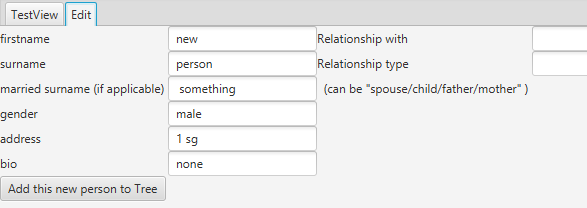 TestView Edit
firstname new Relationship with
surname person Relationship type
married surname (if applicable) something (can be "spouse/child/father/mother" )
gender male
address 1 sg
bio none
Add this new person to Tree